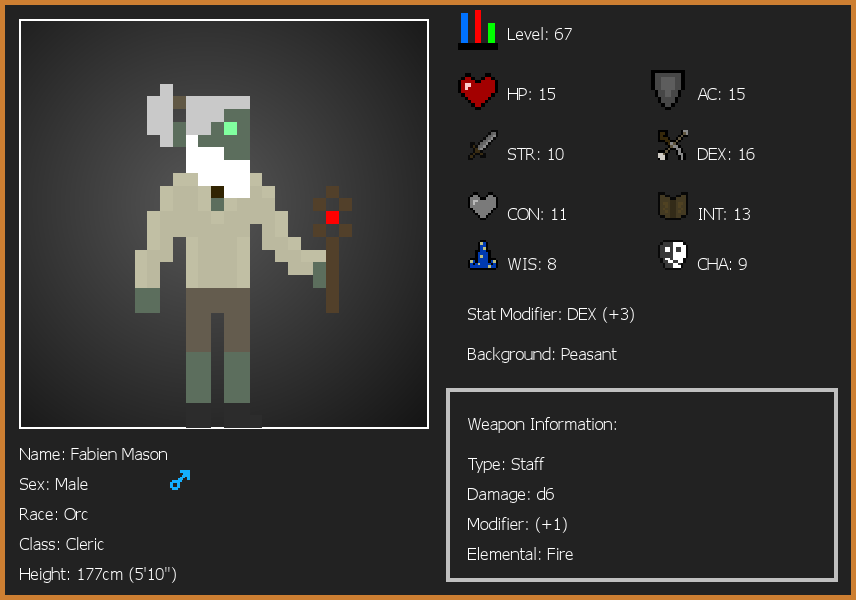 Level: 67
HP: 15
AC: 15
STR: 10
DEX: 16
CON: 11
INT: 13
WIS: 8
CHA: 9
Stat Modifier: DEX (+3)
Background: Peasant
Weapon Information:
Type: Staff
Damage: d6
Modifier: (+1)
Elemental: Fire
Name: Fabien Mason
Sex: Male
Race: Orc
Class: Cleric
Height: 177cm (5'10")